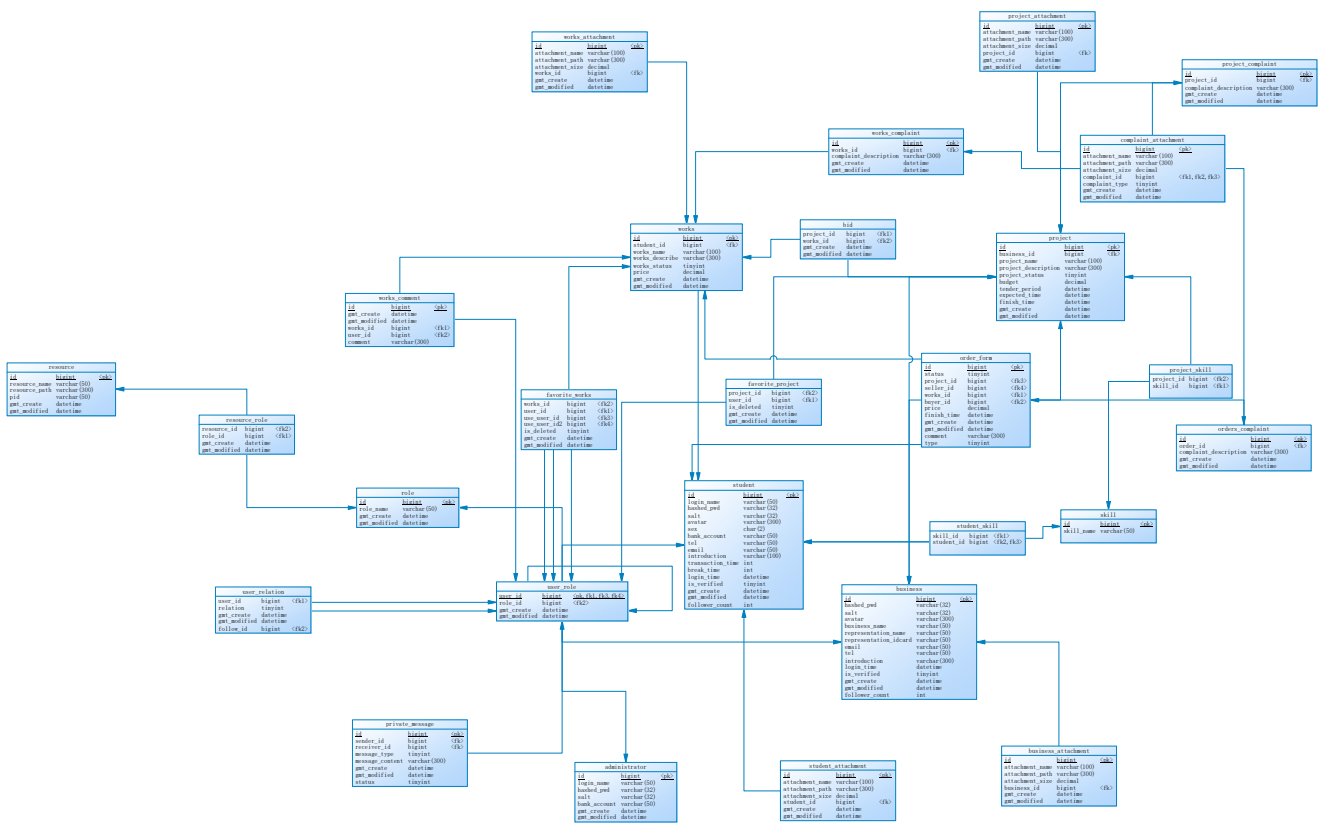 project_attachment
id bigint <pk>
attachment_name varchar(100)
attachment_path varchar(300)
attachment_size decimal
project_id bigint <fk>
gmt_create datetime
gmt_modified datetime
works_attachment
id bigint <pk>
attachment_name varchar(100)
attachment_path varchar(300)
attachment_size decimal
works_id bigint <fk>
gmt_create datetime
gmt_modified datetime
project_complaint
id bigint <pk>
project_id bigint <fk>
complaint_description varchar(300)
gmt_create datetime
gmt_modified datetime
works_complaint
id bigint <pk>
works_id bigint <fk>
complaint_description varchar(300)
gmt_create datetime
gmt_modified datetime
complaint_attachment
id bigint <pk>
attachment_name varchar(100)
attachment_path varchar(300)
attachment_size decimal
complaint_id bigint <fk1,fk2,fk3>
complaint_type tinyint
gmt_create datetime
gmt_modified datetime
works
id bigint <pk>
student_id bigint <fk>
works_name varchar(100)
works_describe varchar(300)
works_status tinyint
price decimal
gmt_create datetime
gmt_modified datetime
bid
project_id bigint <fk1>
works_id bigint <fk2>
gmt_create datetime
gmt_modified datetime
project
id bigint <pk>
business_id bigint <fk>
project_name varchar(100)
project_description varchar(300)
project_status tinyint
budget decimal
tender_period datetime
expected_time datetime
finish_time datetime
gmt_create datetime
gmt_modified datetime
works_comment
id bigint <pk>
gmt_create datetime
gmt_modified datetime
works_id bigint <fk1>
user_id bigint <fk2>
comment varchar(300)
resource
id bigint <pk>
resource_name varchar(50)
resource_path varchar(300)
pid varchar(50)
gmt_create datetime
gmt_modified datetime
order_form
id bigint <pk>
status tinyint
project_id bigint <fk3>
seller_id bigint <fk4>
works_id bigint <fk1>
buyer_id bigint <fk2>
price decimal
finish_time datetime
gmt_create datetime
gmt_modified datetime
comment varchar(300)
type tinyint
project_skill
project_id bigint <fk2>
skill_id bigint <fk1>
favorite_project
project_id bigint <fk2>
user_id bigint <fk1>
is_deleted tinyint
gmt_create datetime
gmt_modified datetime
favorite_works
works_id bigint <fk2>
user_id bigint <fk1>
use_user_id bigint <fk3>
use_user_id2 bigint <fk4>
is_deleted tinyint
gmt_create datetime
gmt_modified datetime
resource_role
resource_id bigint <fk2>
role_id bigint <fk1>
gmt_create datetime
gmt_modified datetime
orders_complaint
id bigint <pk>
order_id bigint <fk>
complaint_description varchar(300)
gmt_create datetime
gmt_modified datetime
role
id bigint <pk>
role_name varchar(50)
gmt_create datetime
gmt_modified datetime
student
id bigint <pk>
login_name varchar(50)
hashed_pwd varchar(32)
salt varchar(32)
avatar varchar(300)
sex char(2)
bank_account varchar(50)
tel varchar(50)
email varchar(50)
introduction varchar(100)
transaction_time int
break_time int
login_time datetime
is_verified tinyint
gmt_create datetime
gmt_modified datetime
follower_count int
skill
id bigint <pk>
skill_name varchar(50)
student_skill
skill_id bigint <fk1>
student_id bigint <fk2,fk3>
user_role
user_id bigint <pk,fk1,fk3,fk4>
role_id bigint <fk2>
gmt_create datetime
gmt_modified datetime
user_relation
user_id bigint <fk1>
relation tinyint
gmt_create datetime
gmt_modified datetime
follow_id bigint <fk2>
business
id bigint <pk>
hashed_pwd varchar(32)
salt varchar(32)
avatar varchar(300)
business_name varchar(50)
representation_name varchar(50)
representation_idcard varchar(50)
email varchar(50)
tel varchar(50)
introduction varchar(300)
login_time datetime
is_verified tinyint
gmt_create datetime
gmt_modified datetime
follower_count int
private_message
id bigint <pk>
sender_id bigint <fk>
receiver_id bigint <fk>
message_type tinyint
message_content varchar(300)
gmt_create datetime
gmt_modified datetime
status tinyint
business_attachment
id bigint <pk>
attachment_name varchar(100)
attachment_path varchar(300)
attachment_size decimal
business_id bigint <fk>
gmt_create datetime
gmt_modified datetime
administrator
id bigint <pk>
login_name varchar(50)
hashed_pwd varchar(32)
salt varchar(32)
bank_account varchar(50)
gmt_create datetime
gmt_modified datetime
student_attachment
id bigint <pk>
attachment_name varchar(100)
attachment_path varchar(300)
attachment_size decimal
student_id bigint <fk>
gmt_create datetime
gmt_modified datetime